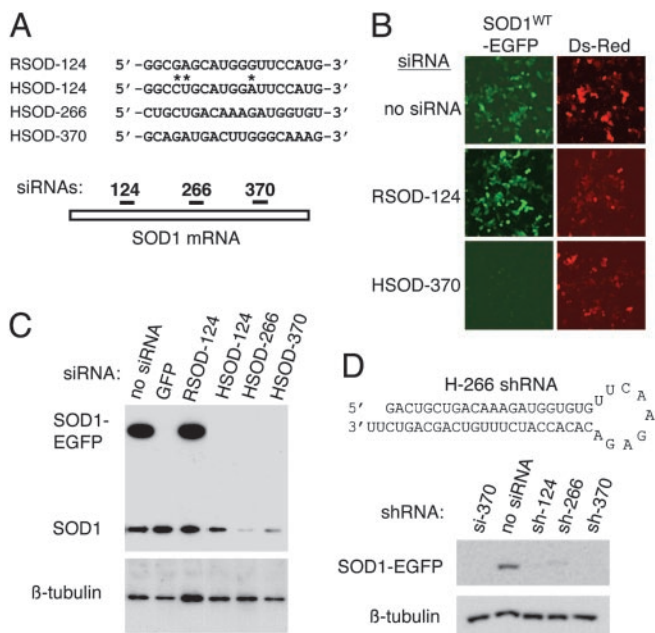 A
RSOD-124 5′-GGCGAGCAUGGGUUCCAUG-3′
** *
HSOD-124 5′-GGCCUGCAUGGAUUCCAUG-3′
HSOD-266 5′-CUGCUGACAAAGAUGGUGU-3′
HSOD-370 5′-GCAGAUGACUUGGGCAAAG-3′
siRNAs: 124 266 370
SOD1 mRNA
B
SOD1WT
-EGFP Ds-Red
siRNA
no siRNA
RSOD-124
HSOD-370
C
siRNA: no siRNA GFP RSOD-124 HSOD-124 HSOD-266 HSOD-370
SOD1-
EGFP
SOD1
ß-tubulin
D
H-266 shRNA
5′ GACUGCUGACAAAGAUGGUGUGUUCAAGAGA
3′UUCUGACGACUGUUUCUACCACAC
shRNA: si-370 no siRNA sh-124 sh-266 sh-370
SOD1-EGFP
ß-tubulin